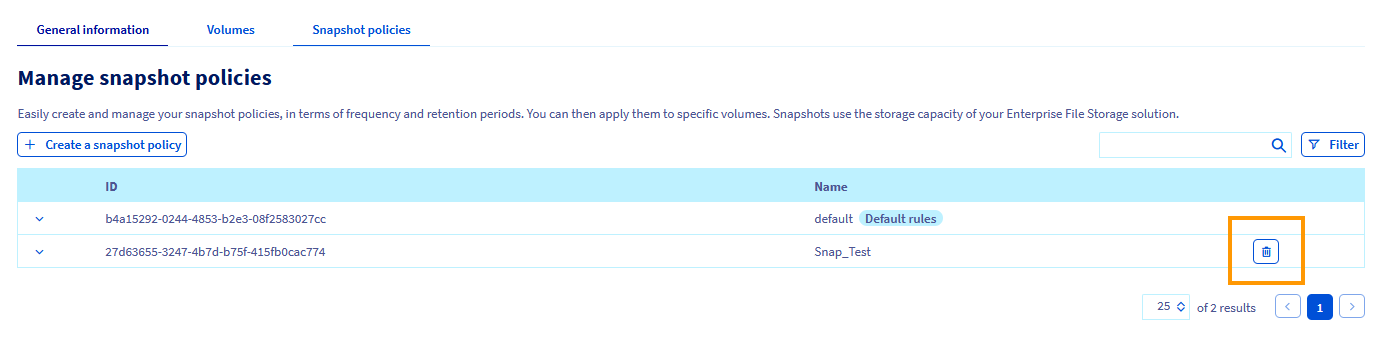 General information Volumes Snapshot policies
Manage snapshot policies
Easily create and manage your snapshot policies, in terms of frequency and retention periods. You can then apply them to specific volumes. Snapshots use the storage capacity of your Enterprise File Storage solution.
+ Create a snapshot policy Filter
ID Name
b4a15292-0244-4853-b2e3-08f2583027cc default Default rules
27d63655-3247-4b7d-b75f-415fb0cac774 Snap_Test
25 of 2 results 1